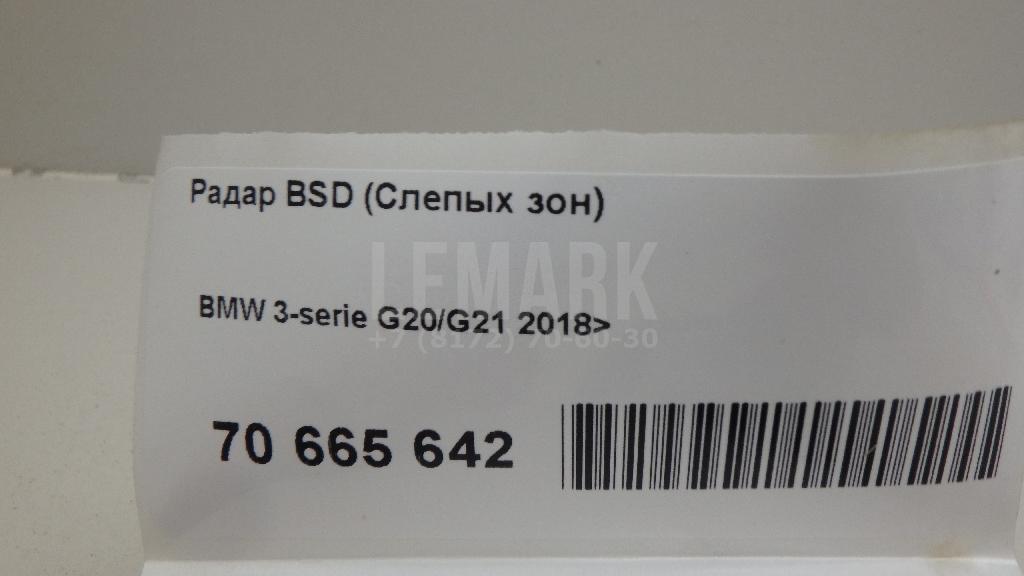 Радар BSD (Слепых зон)
LEMARK
BMW 3-serie G20/G21 2018>
+7 (8172) 70-60-30
70 665 642